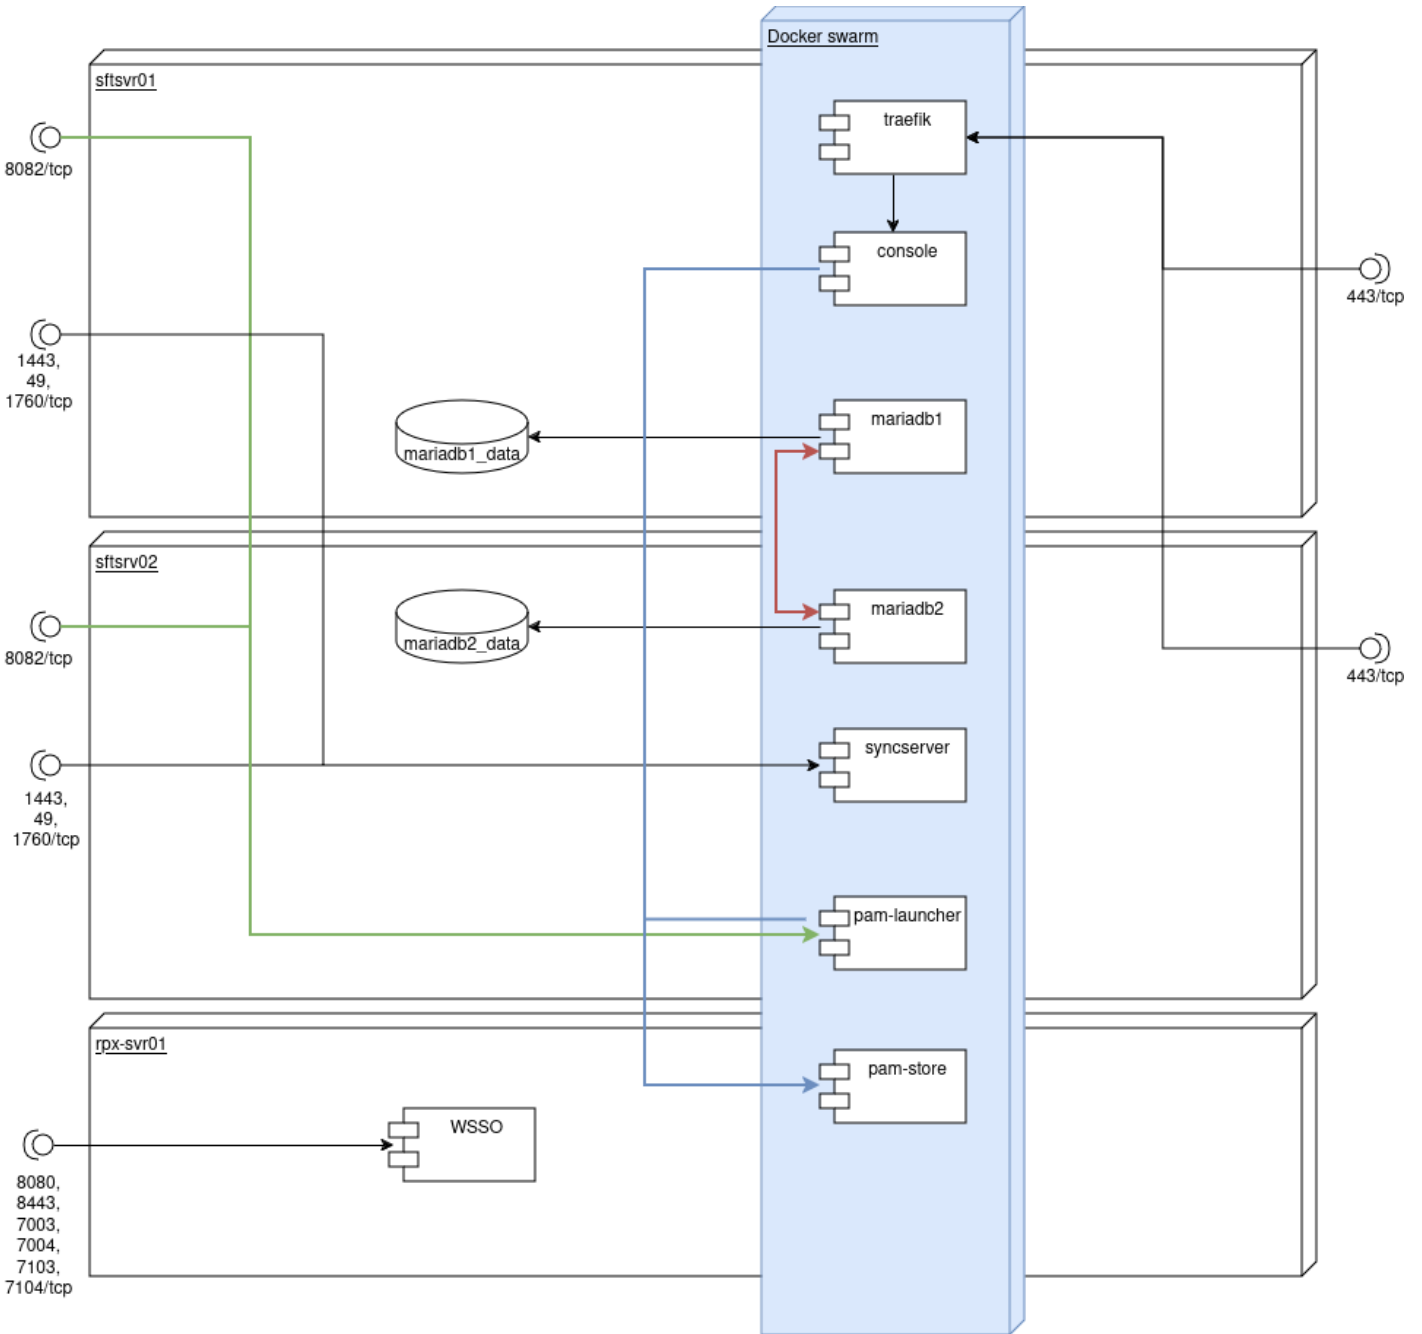 Docker swarm
sftsvr01
traefik
8082/tcp
console
443/tcp
1443,
49,
1760/tcp
mariadb1
mariadb1_data
sftsrv02
mariadb2
mariadb2_data
8082/tcp
443/tcp
syncserver
1443,
49,
1760/tcp
pam-launcher
rpx-svr01
pam-store
WSSO
8080,
8443,
7003,
7004,
7103,
7104/tcp